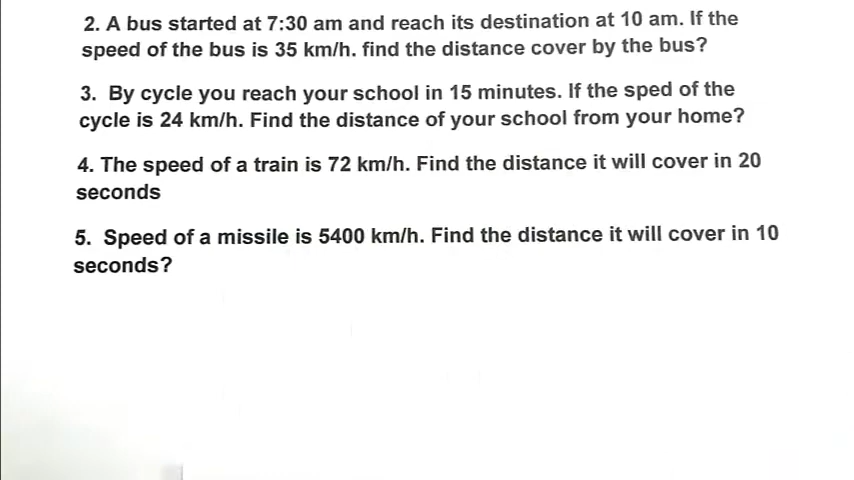 2. A bus started at 7:30 am and reach its destination at 10 am. If the
speed of the bus is 35 km/h. find the distance cover by the bus?
3. By cycle you reach your school in 15 minutes. If the sped of the
cycle is 24 km/h. Find the distance of your school from your home?
4. The speed of a train is 72 km/h. Find the distance it will cover in 20
seconds
5. Speed of a missile is 5400 km/h. Find the distance it will cover in 10
seconds?